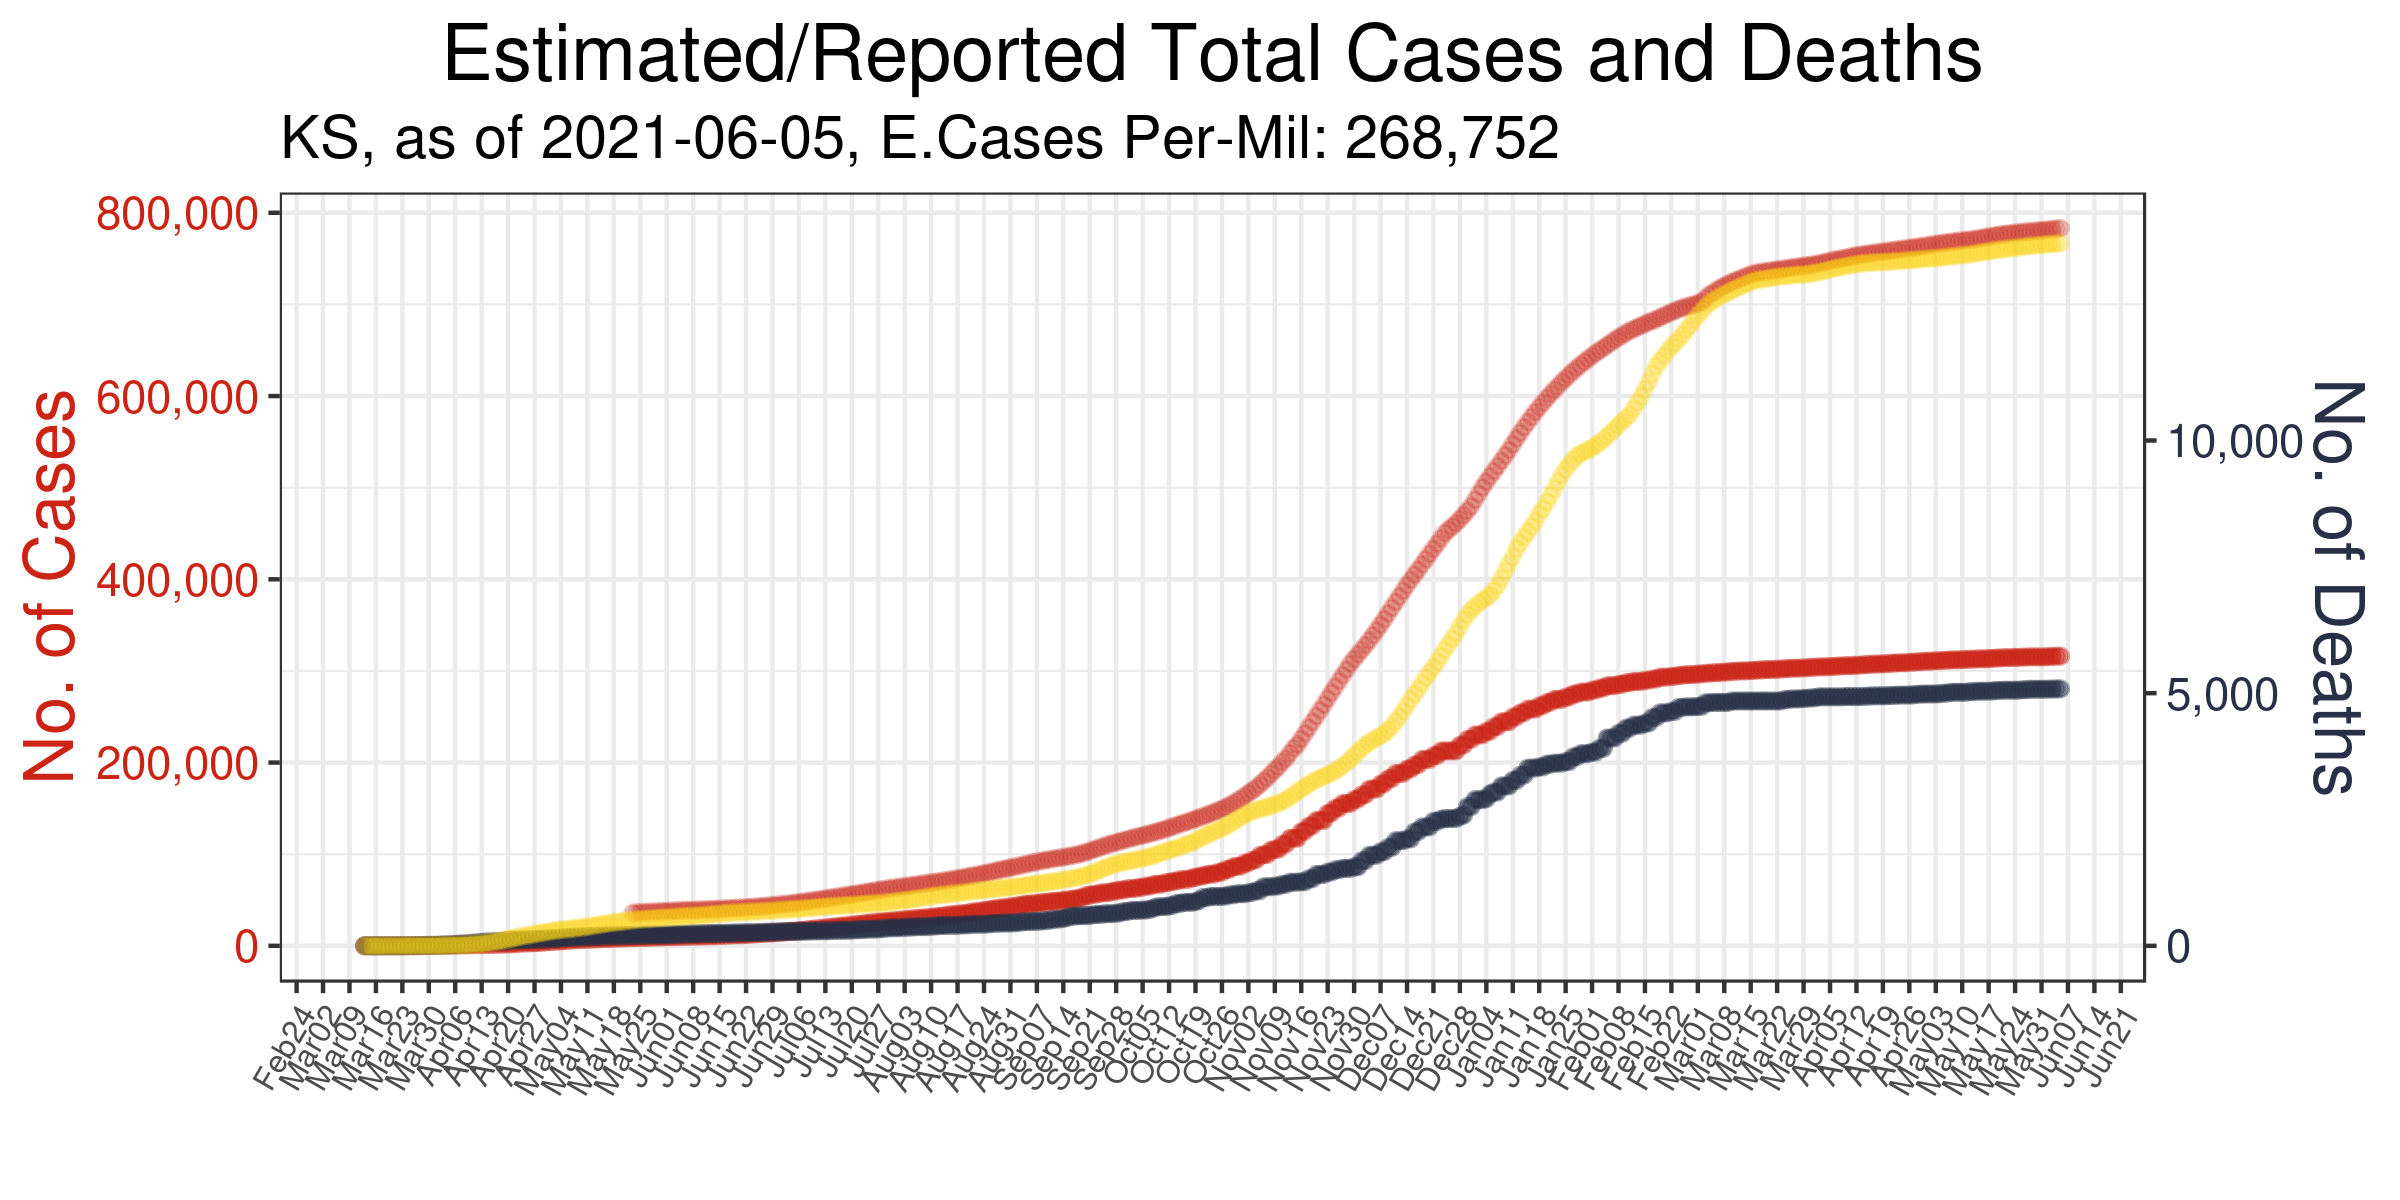 Estimated/Reported Total Cases and Deaths
KS, as of 2021-06-05, E.Cases Per-Mil: 268,752
No. of Cases
800,000
600,000
400,000
200,000
0
10,000
5,000
0
No. of Deaths
Feb24
Mar02
Mar09
Mar16
Mar23
Mar30
Apr06
Apr13
Apr20
Apr27
May04
May11
May18
May25
Jun01
Jun08
Jun15
Jun22
Jun29
Jul06
Jul13
Jul20
Jul27
Aug03
Aug10
Aug17
Aug24
Aug31
Sep07
Sep14
Sep21
Sep28
Oct05
Oct12
Oct19
Oct26
Nov02
Nov09
Nov16
Nov23
Nov30
Dec07
Dec14
Dec21
Dec28
Jan04
Jan11
Jan18
Jan25
Feb01
Feb08
Feb15
Feb22
Mar01
Mar08
Mar15
Mar22
Mar29
Apr05
Apr12
Apr19
Apr26
May03
May10
May17
May24
May31
Jun07
Jun14
Jun21